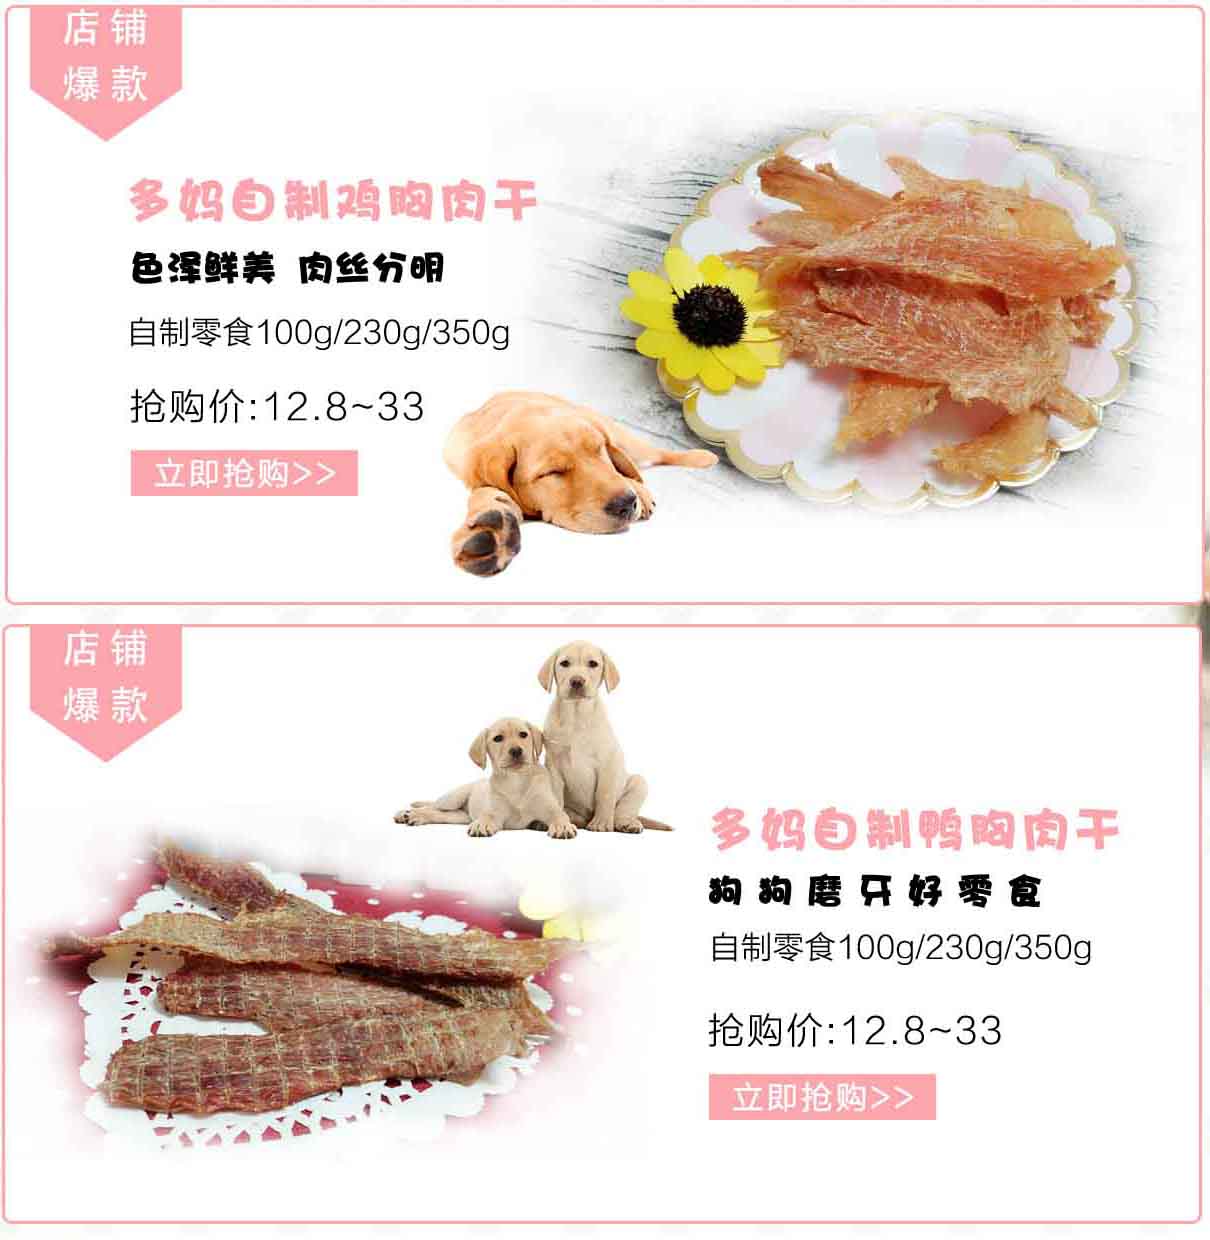 店铺
爆款
多妈自制鸡胸肉干
色泽鲜美 肉丝分明
自制零食100g/230g/350g
抢购价:12.8~33
立即抢购>>
店铺
爆款
多妈自制鸭胸肉干
狗狗磨牙好零食
自制零食100g/230g/350g
抢购价:12.8~33
立即抢购>>